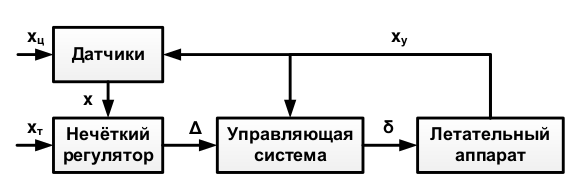 xц
Датчики
xу
x
xт
Нечёткий
регулятор
Δ
Управляющая
система
δ
Летательный
аппарат